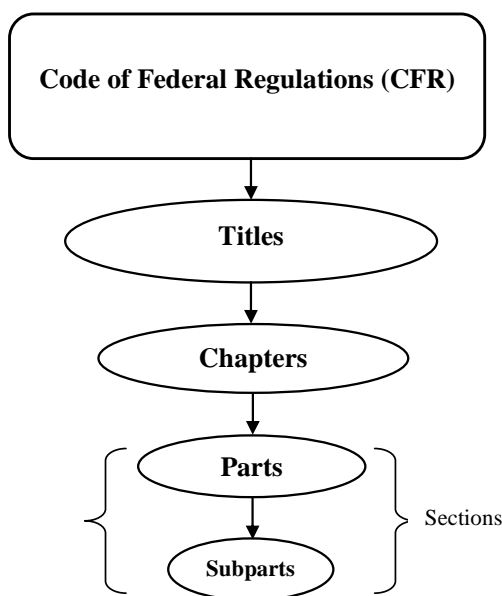 Code of Federal Regulations (CFR)
Titles
Chapters
Parts
Sections
Subparts